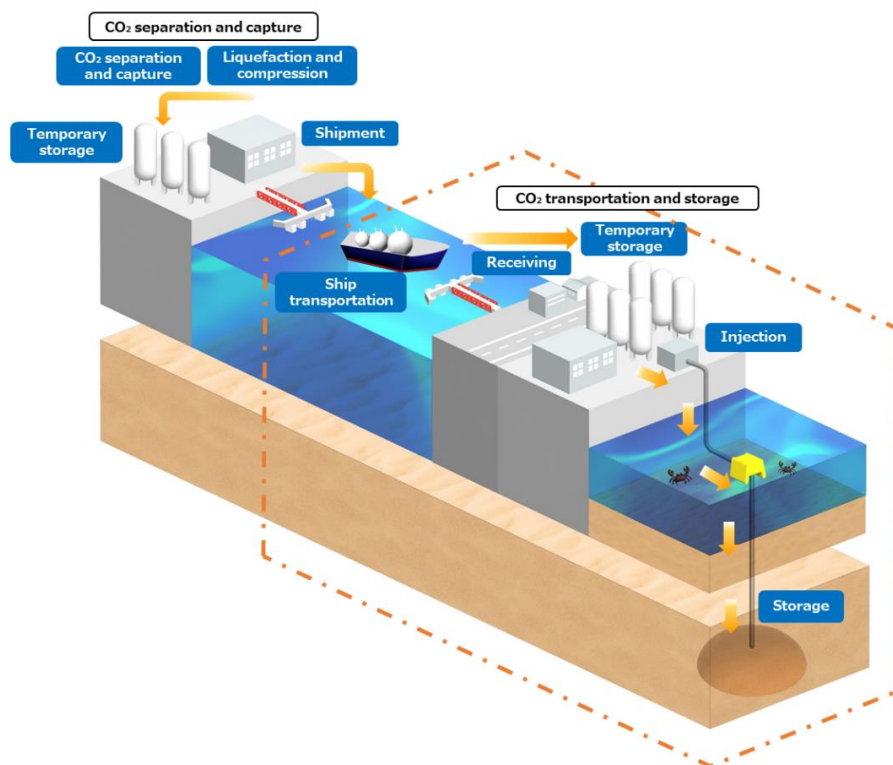 CO₂ separation and capture
CO₂ separation
and capture
Liquefaction and
compression
Temporary
storage
Shipment
CO₂ transportation and storage
Temporary
storage
Receiving
Ship
transportation
Injection
Storage